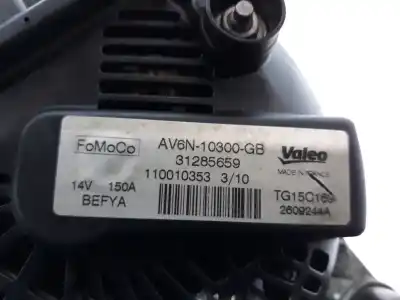 FoMoCo
AV6N-10300-GB
31285659
Valeo
MADE IN FRANCE
14V 150A
110010353 3/10
TG15C169
BEFYA
2609244A